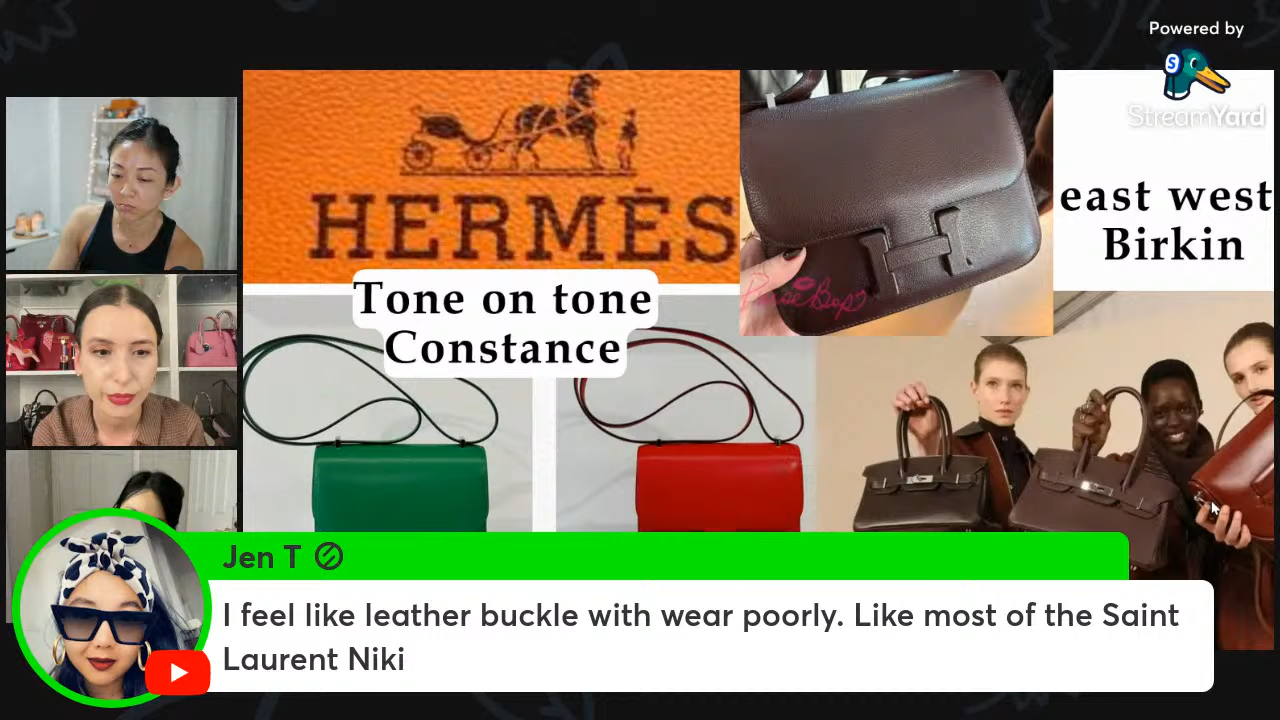 Powered by
S
StreamYard
HERMÈS
east west
Birkin
Tone on tone
Constance
Jen T
I feel like leather buckle with wear poorly. Like most of the Saint
Laurent Niki